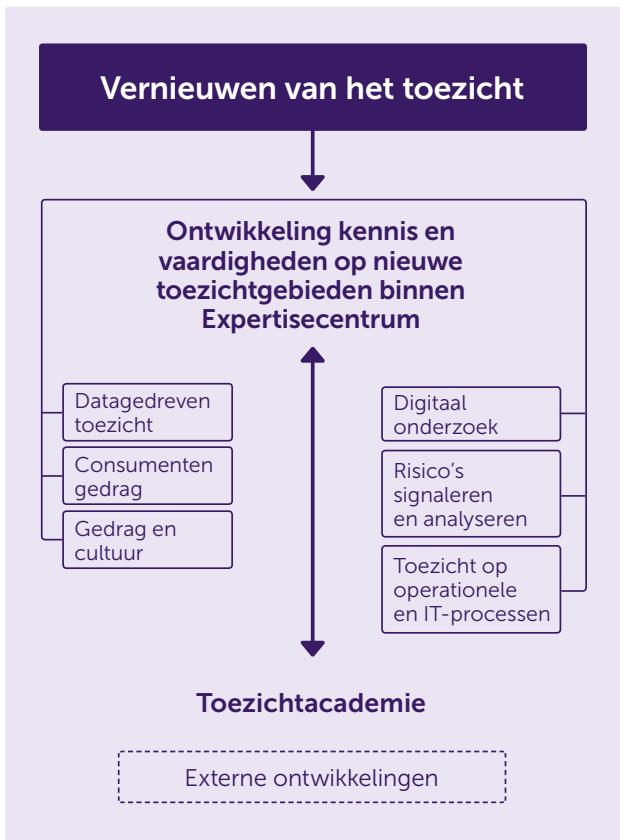 Vernieuwen van het toezicht
Ontwikkeling kennis en
vaardigheden op nieuwe
toezichtgebieden binnen
Expertisecentrum
Datagedreven
toezicht
Consumenten
gedrag
Gedrag en
cultuur
Digitaal
onderzoek
Risico’s
signaleren
en analyseren
Toezicht op
operationele
en IT-processen
Toezichtacademie
Externe ontwikkelingen